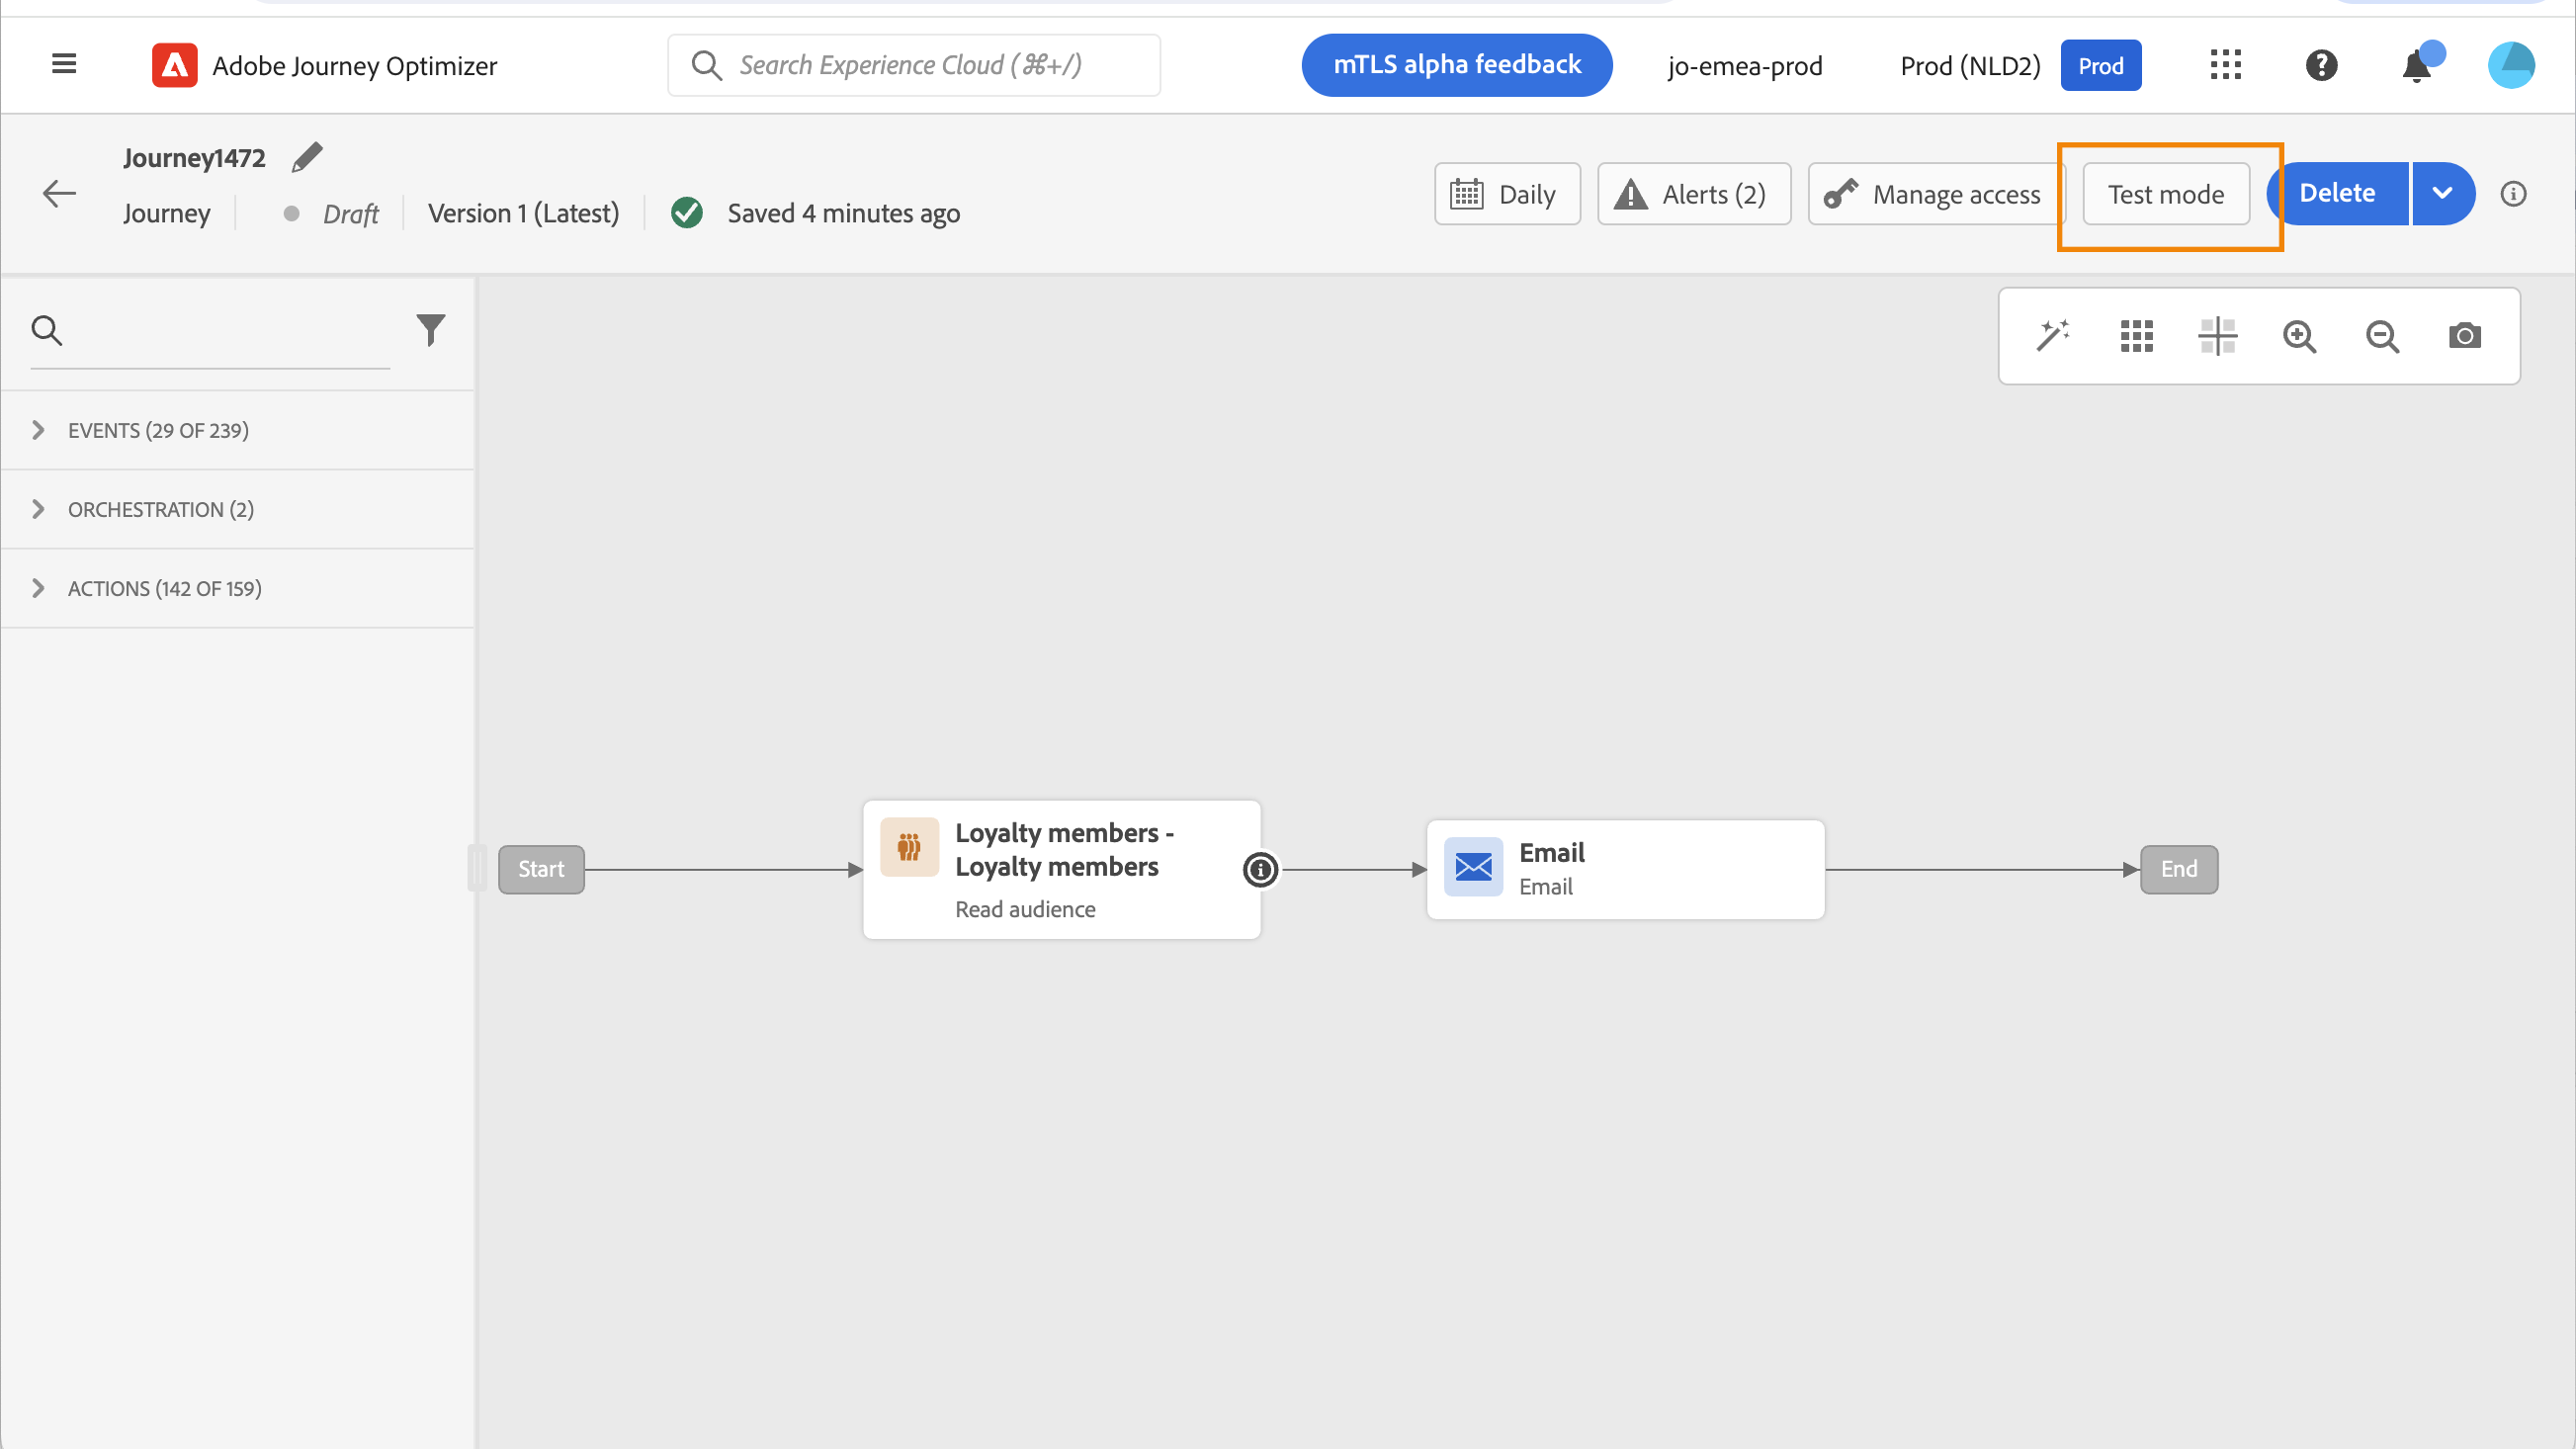 Adobe Journey Optimizer
Search Experience Cloud (⌘+/)
mTLS alpha feedback
jo-emea-prod
Prod (NLD2)
Prod
Journey1472
Journey
Draft
Version 1 (Latest)
Saved 4 minutes ago
Daily
Alerts (2)
Manage access
Test mode
Delete
EVENTS (29 OF 239)
ORCHESTRATION (2)
ACTIONS (142 OF 159)
Start
Loyalty members -
Loyalty members
Read audience
Email
Email
End